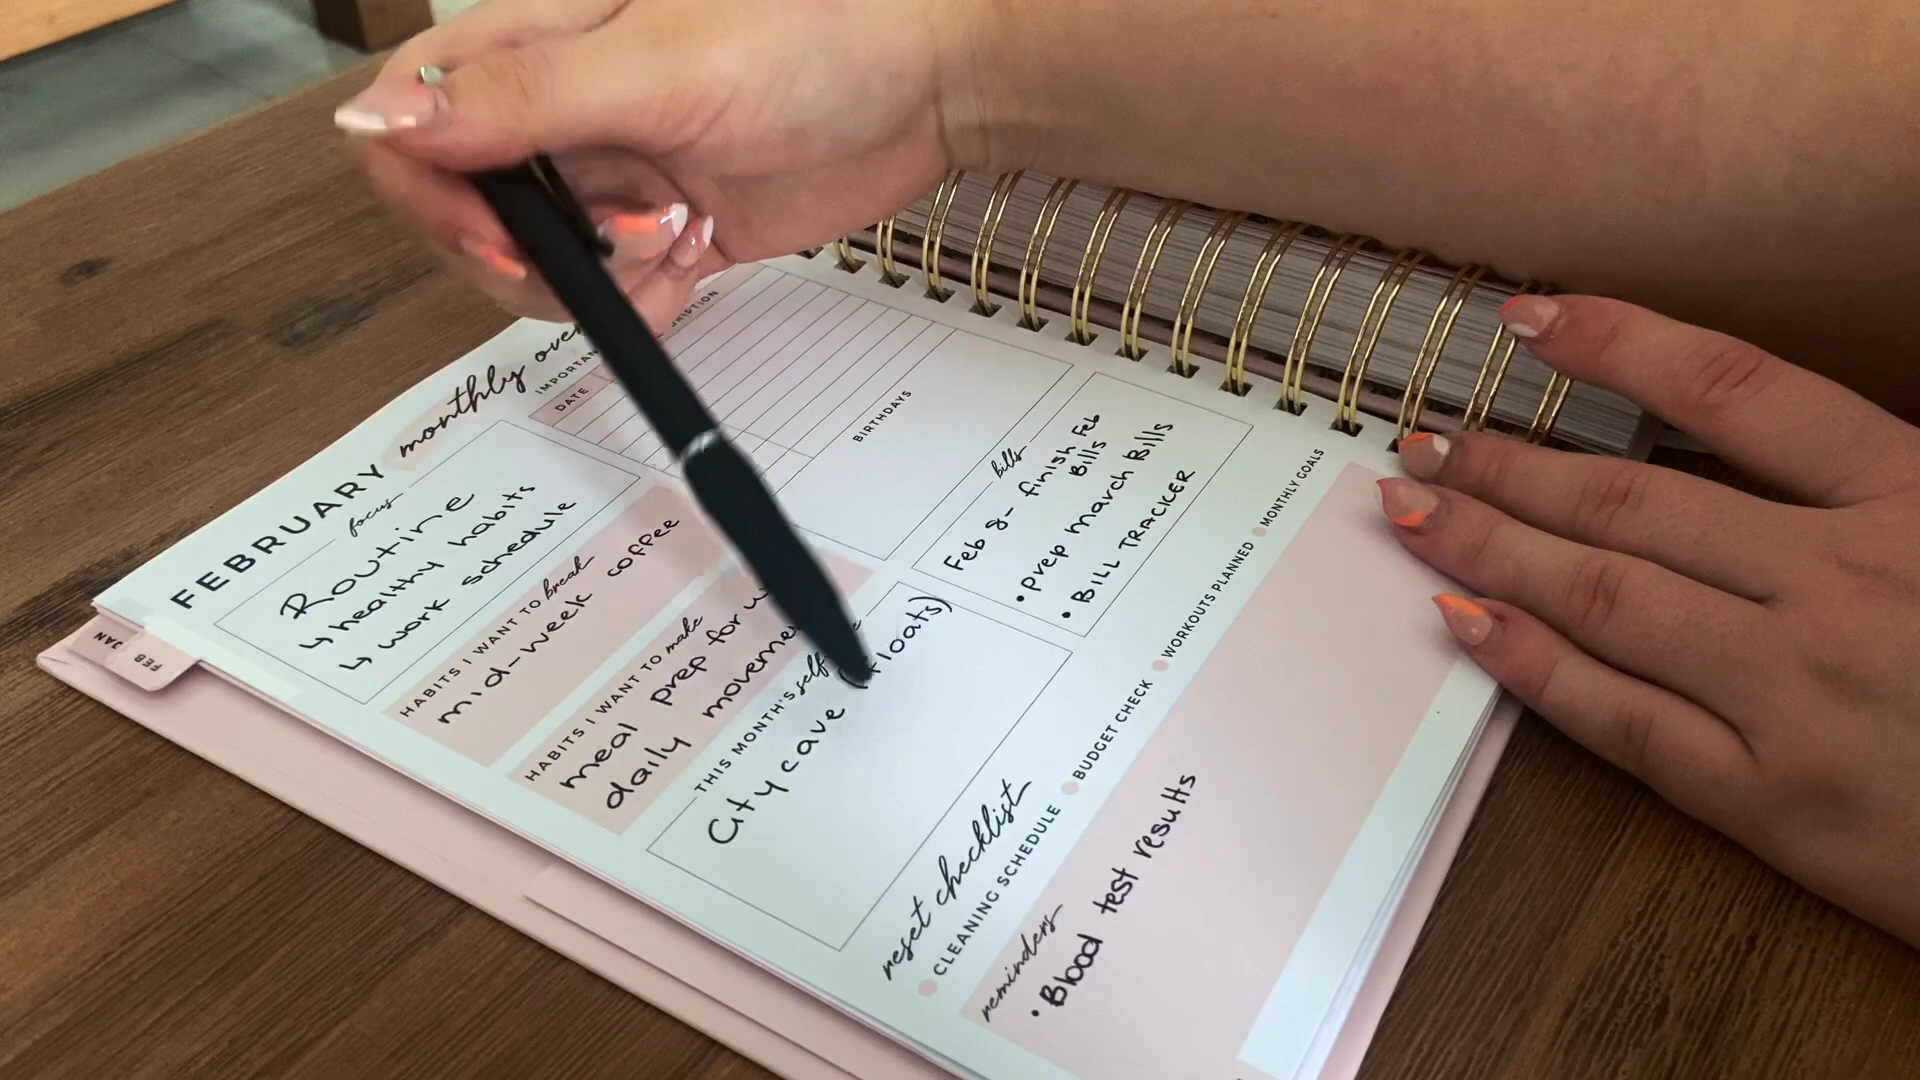 FEBRUARY monthly
focus
Routine
↳ healthy habits
↳ work schedule
HABITS I WANT TO break
mid-week coffee
HABITS I WANT TO make
meal prep for
daily
THIS MONTH'S self
City cave (floats)
DATE
BIRTHDAYS
bills
Feb 8- finish Feb
Bills
• prep march Bills
• BILL TRACKER
reset checklist
CLEANING SCHEDULE
BUDGET CHECK
WORKOUTS PLANNED
MONTHLY GOALS
reminders
• Blood test results
JAN
FEB